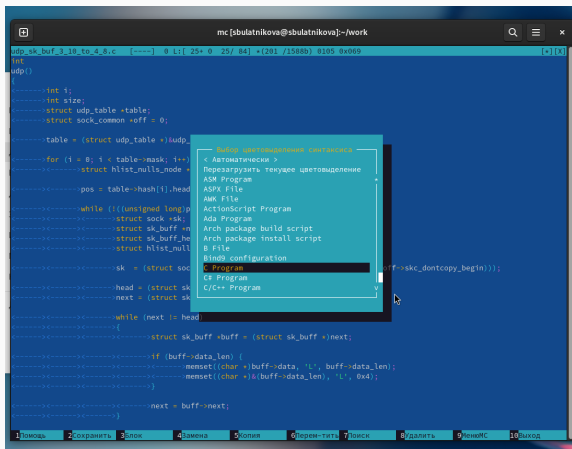 mc [sbulatnikova@sbulatnikova]:~/work
udp_sk_buf_3_10_to_4_8.c [----] 0 L:[ 25+ 0 25/ 84] *(201 /1588b) 0105 0x069 [*][X]
int
udp()
{
<------>int i;
<------>int size;
<------>struct udp_table *table;
<------>struct sock_common *off = 0;
<------>table = (struct udp_table *)&udp_
<------>for (i = 0; i < table->mask; i++)
<------><------>struct hlist_nulls_node *
<------><------>pos = table->hash[i].head
<------><------>while (!((unsigned long)p
<------><------><------>struct sock *sk;
<------><------><------>struct sk_buff *n
<------><------><------>struct sk_buff_he
<------><------><------>struct hlist_null
<------><------><------>sk = (struct soc off->skc_dontcopy_begin)));
<------><------><------>head = (struct sk
<------><------><------>next = (struct sk
<------><------><------>while (next != head)
<------><------><------>{
<------><------><------><------>struct sk_buff *buff = (struct sk_buff *)next;
<------><------><------><------>if (buff->data_len) {
<------><------><------><------><------>memset((char *)buff->data, 'L', buff->data_len);
<------><------><------><------><------>memset((char *)&(buff->data_len), 'L', 0x4);
<------><------><------><------>}
<------><------><------><------>next = buff->next;
<------><------><------>}
Выбор цветовыделения синтаксиса
< Автоматически >
Перезагрузить текущее цветовыделение
ASM Program
ASPX File
AWK File
ActionScript Program
Ada Program
Arch package build script
Arch package install script
B File
Bind9 configuration
C Program
C# Program
C/C++ Program
1Помощь 2Сохранить 3Блок 4Замена 5Копия 6Перем~тить 7Поиск 8Удалить 9МенюMC 10Выход